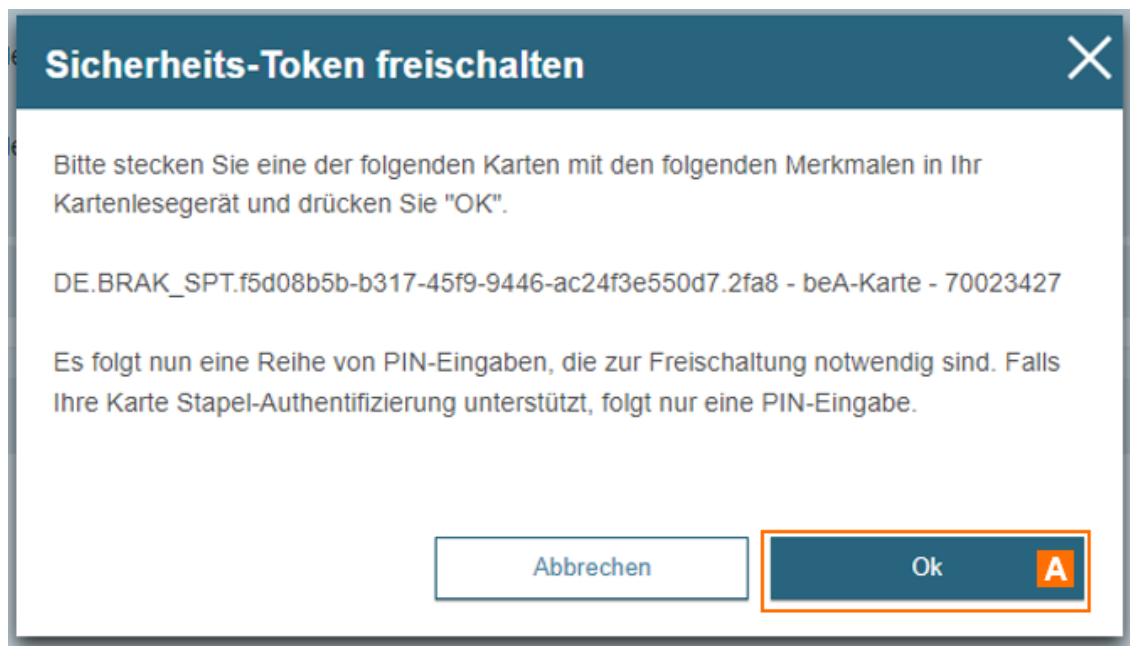 Sicherheits-Token freischalten
Bitte stecken Sie eine der folgenden Karten mit den folgenden Merkmalen in Ihr
Kartenlesegerät und drücken Sie "OK".
DE.BRAK_SPT.f5d08b5b-b317-45f9-9446-ac24f3e550d7.2fa8 - beA-Karte - 70023427
Es folgt nun eine Reihe von PIN-Eingaben, die zur Freischaltung notwendig sind. Falls
Ihre Karte Stapel-Authentifizierung unterstützt, folgt nur eine PIN-Eingabe.
Abbrechen
Ok A